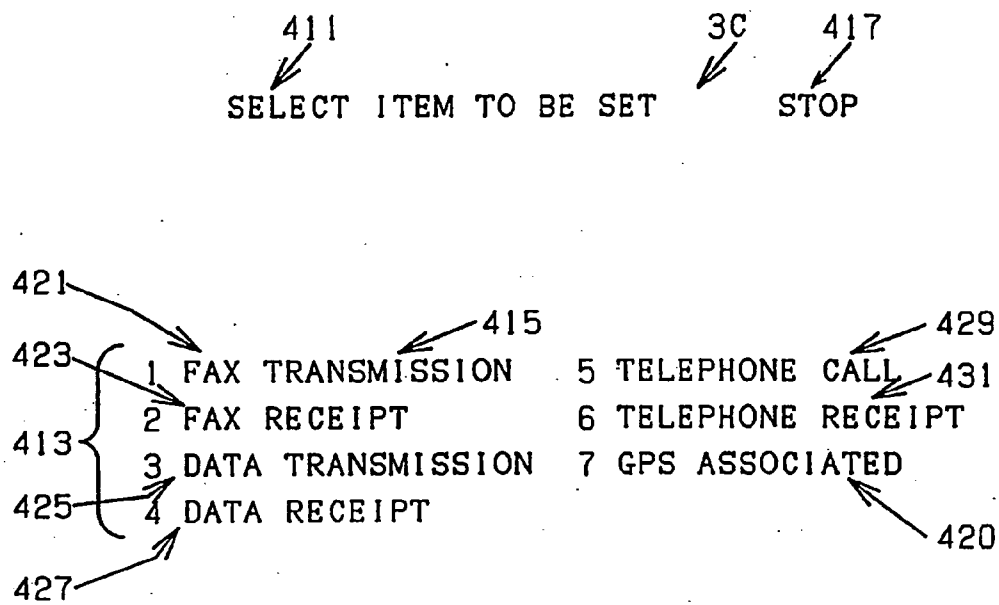 411 3C 417
SELECT ITEM TO BE SET STOP
421
415 429
423 1 FAX TRANSMISSION 5 TELEPHONE CALL 431
2 FAX RECEIPT 6 TELEPHONE RECEIPT
413
3 DATA TRANSMISSION 7 GPS ASSOCIATED
425 4 DATA RECEIPT
420
427